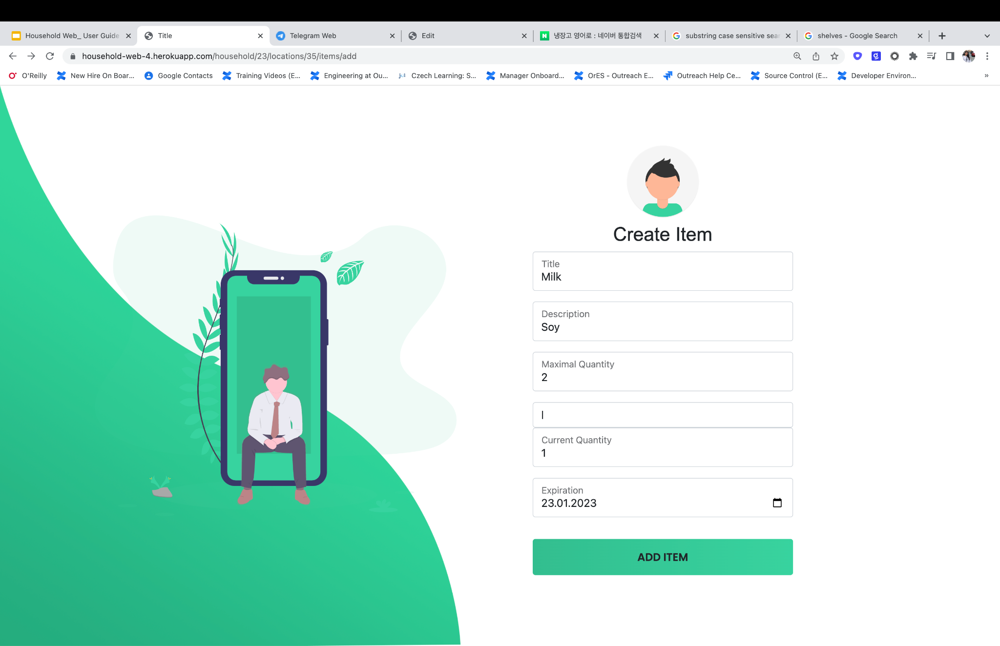 Household Web_ User Guide
Title
Telegram Web
Edit
냉장고 영어로 : 네이버 통합검색
substring case sensitive sear
shelves - Google Search
household-web-4.herokuapp.com/household/23/locations/35/items/add
O'Reilly
New Hire On Boar...
Google Contacts
Training Videos (E...
Engineering at Ou...
Czech Learning: S...
Manager Onboard...
OrES - Outreach E...
Outreach Help Ce...
Source Control (E...
Developer Environ...
»
Create Item
Title
Milk
Description
Soy
Maximal Quantity
2
l
Current Quantity
1
Expiration
23.01.2023
ADD ITEM